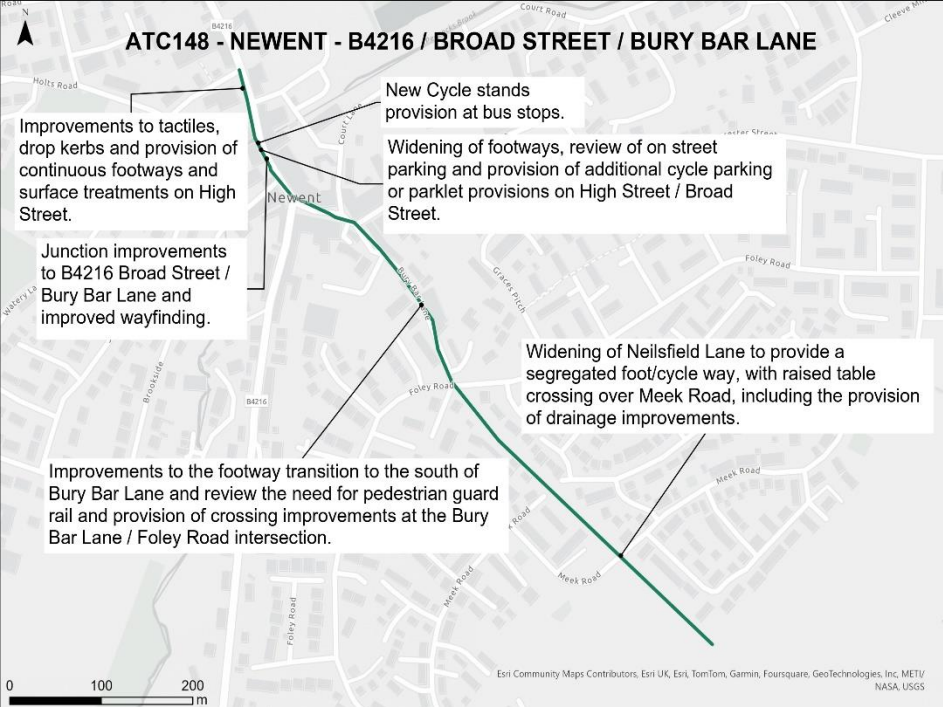 N
B4216
Court Road
ATC148 - NEWENT - B4216 / BROAD STREET / BURY BAR LANE
Holts Road
New Cycle stands
provision at bus stops.
Improvements to tactiles,
drop kerbs and provision of
continuous footways and
surface treatments on High
Street.
Widening of footways, review of on street
parking and provision of additional cycle parking
or parklet provisions on High Street / Broad
Street.
Newent
Junction improvements
to B4216 Broad Street /
Bury Bar Lane and
improved wayfinding.
Foley Road
Graces Pitch
Bury Bar Lane
Brookside
B4216
Foley Road
Widening of Neilsfield Lane to provide a
segregated foot/cycle way, with raised table
crossing over Meek Road, including the provision
of drainage improvements.
Improvements to the footway transition to the south of
Bury Bar Lane and review the need for pedestrian guard
rail and provision of crossing improvements at the Bury
Bar Lane / Foley Road intersection.
Meek Road
Road
Meek Road
Meek Road
Foley Road
0 100 200
m
Esri Community Maps Contributors, Esri UK, Esri, TomTom, Garmin, Foursquare, GeoTechnologies, Inc, METI/
NASA, USGS